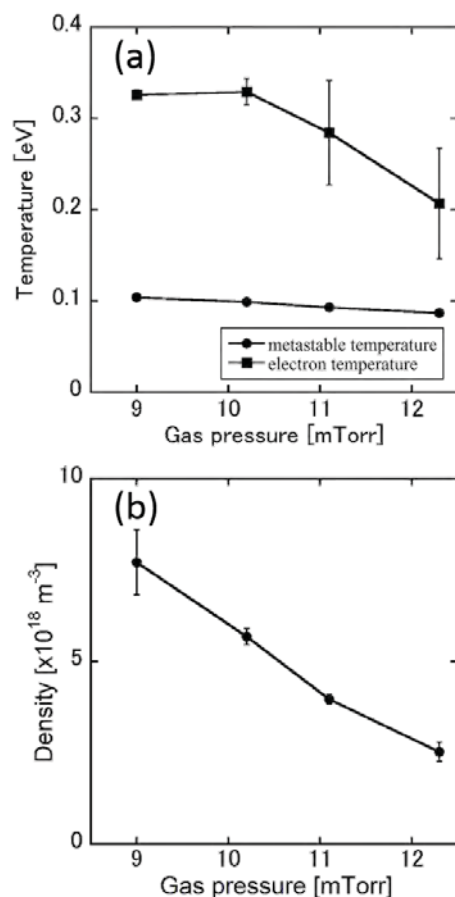 (a)
Temperature [eV]
0.4
0.3
0.2
0.1
0
metastable temperature
electron temperature
9 10 11 12
Gas pressure [mTorr]
(b)
Density [x10¹⁸ m⁻³]
10
5
0
9 10 11 12
Gas pressure [mTorr]